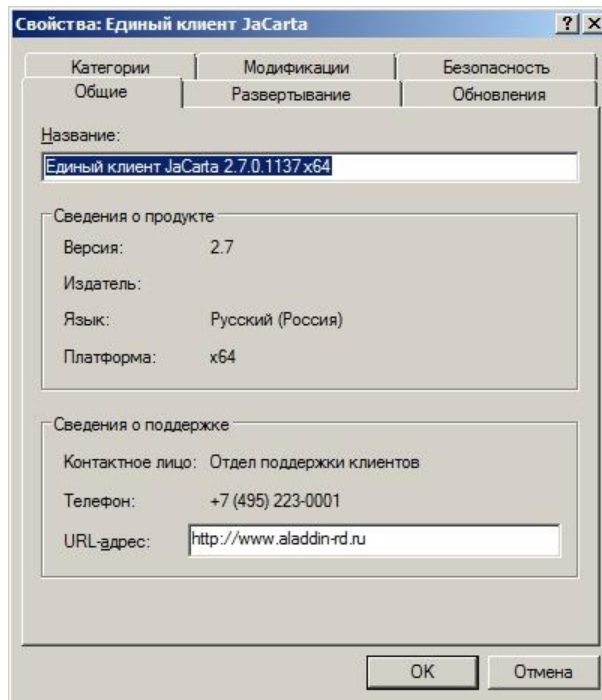 Свойства: Единый клиент JaCarta
Категории Модификации Безопасность
Общие Развертывание Обновления
Название:
Единый клиент JaCarta 2.7.0.1137 x64
Сведения о продукте
Версия: 2.7
Издатель:
Язык: Русский (Россия)
Платформа: x64
Сведения о поддержке
Контактное лицо: Отдел поддержки клиентов
Телефон: +7 (495) 223-0001
URL-адрес: http://www.aladdin-rd.ru
OK Отмена